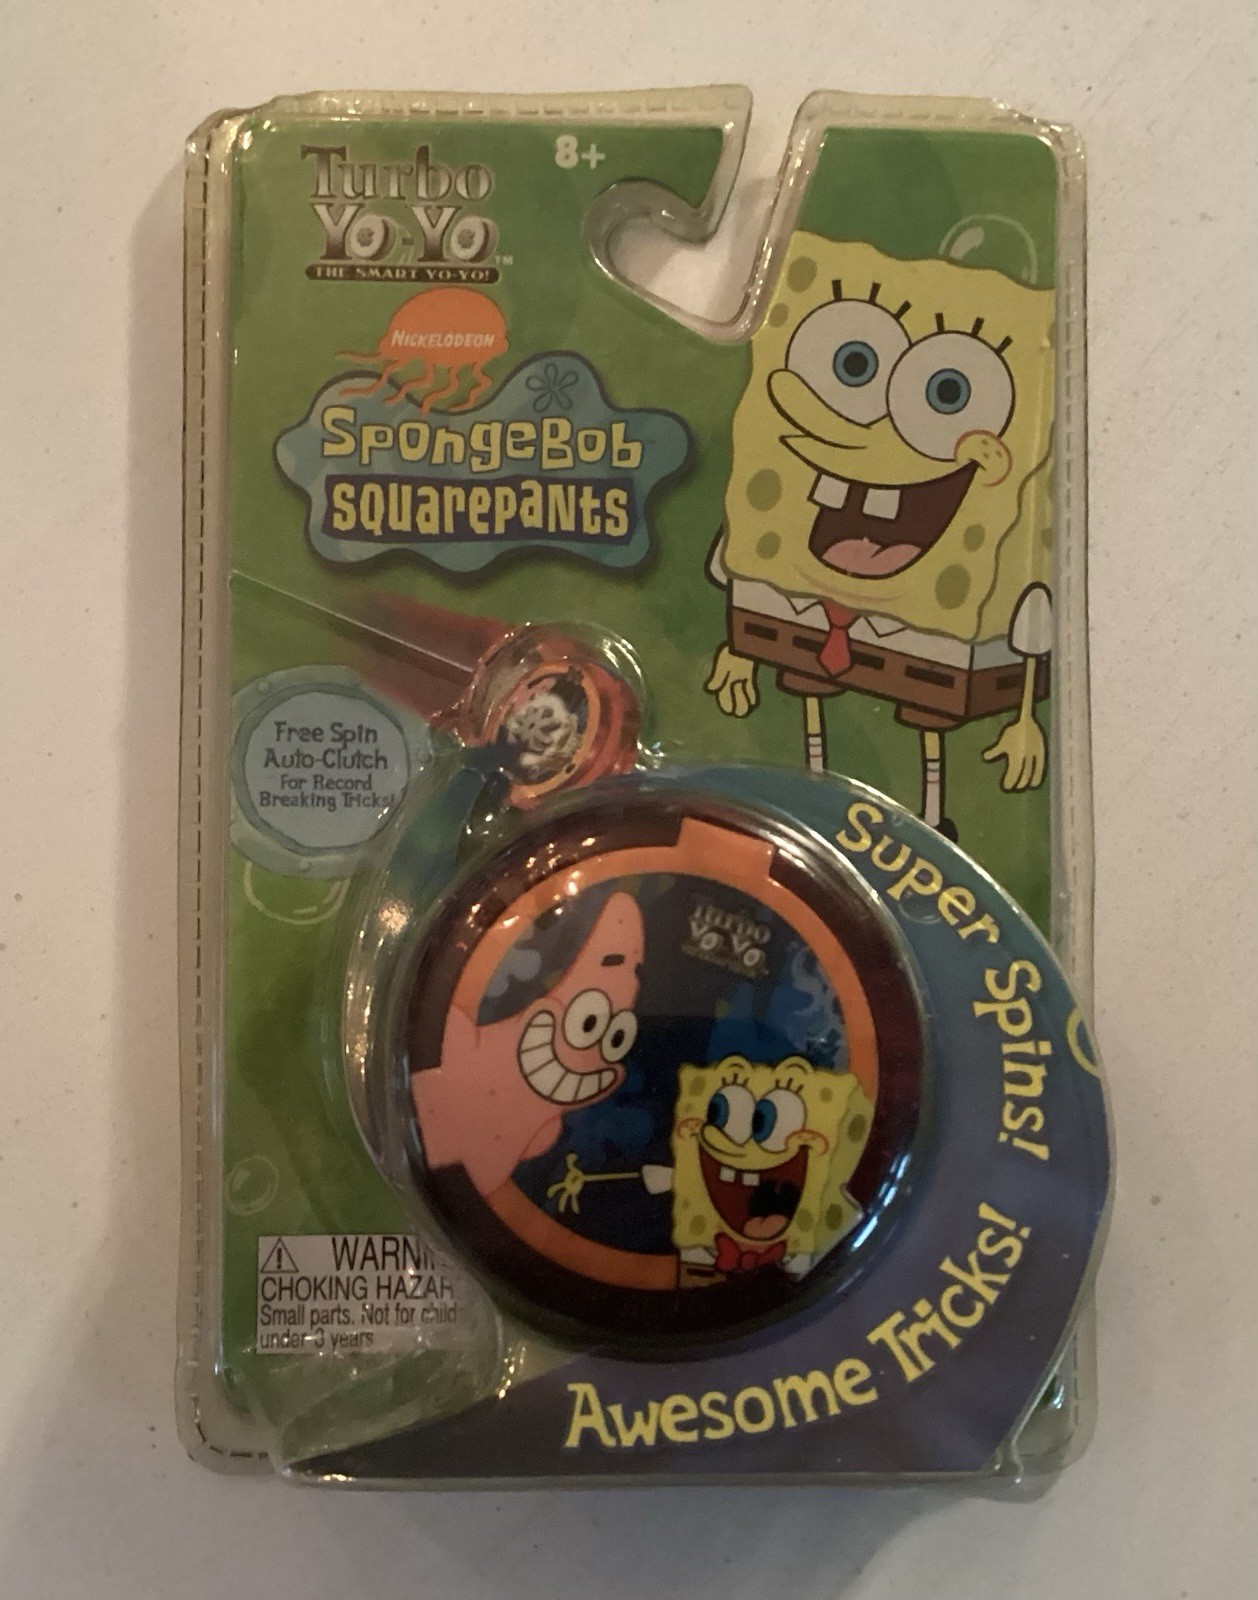 Turbo
Yo-Yo™
THE SMART YO-YO!
8+
NICKELODEON
SpongeBob
SQUAREPANTS
Free Spin
Auto-Clutch
For Record
Breaking Tricks!
Turbo
Yo-Yo
Super Spins!
Awesome Tricks!
⚠ WARNI
CHOKING HAZAR
Small parts. Not for child
under 3 years